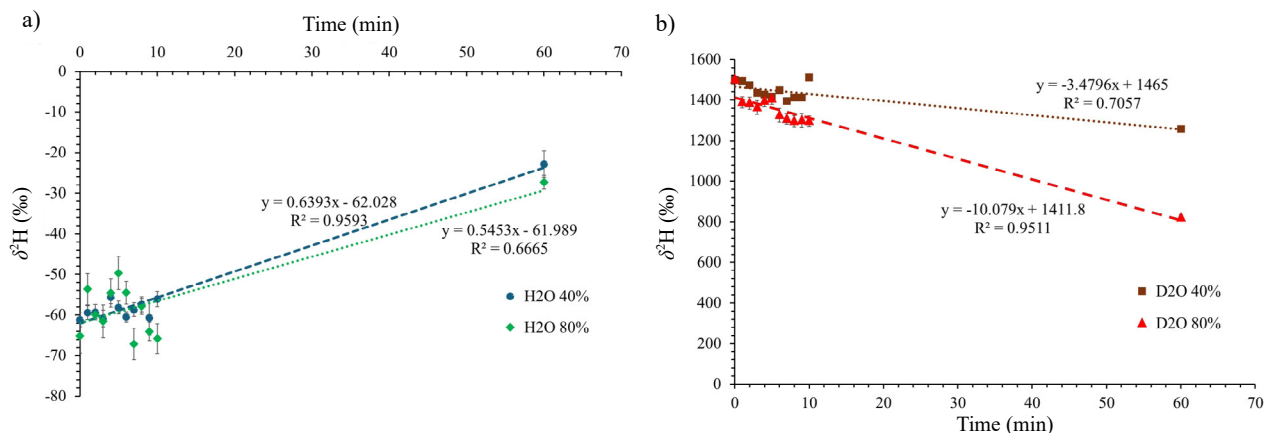 a)
Time (min)
0 10 20 30 40 50 60 70
0
-10
-20
-30
-40
-50
-60
-70
-80
δ²H (‰)
y = 0.6393x - 62.028
R² = 0.9593
y = 0.5453x - 61.989
R² = 0.6665
H2O 40%
H2O 80%
b)
1600
1400
1200
1000
800
600
400
200
0
δ²H (‰)
y = -3.4796x + 1465
R² = 0.7057
y = -10.079x + 1411.8
R² = 0.9511
D2O 40%
D2O 80%
0 10 20 30 40 50 60 70
Time (min)